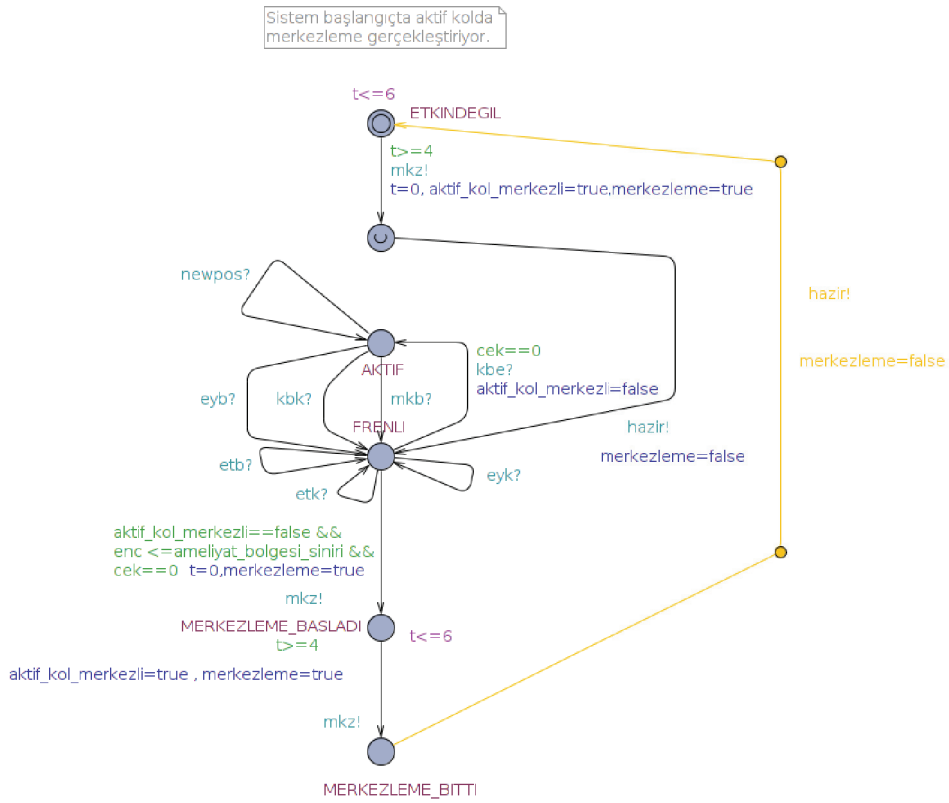 Sistem başlangıçta aktif kolda
merkezleme gerçekleştiriyor.
t<=6
ETKINDEGIL
t>=4
mkz!
t=0, aktif_kol_merkezli=true,merkezleme=true
newpos?
hazir!
cek==0
kbe?
aktif_kol_merkezli=false
merkezleme=false
AKTIF
eyb?
kbk?
mkb?
FRENLI
hazir!
merkezleme=false
etb?
etk?
eyk?
aktif_kol_merkezli==false &&
enc <=ameliyat_bolgesi_siniri &&
cek==0 t=0,merkezleme=true
mkz!
MERKEZLEME_BASLADI
t<=6
t>=4
aktif_kol_merkezli=true , merkezleme=true
mkz!
MERKEZLEME_BITTI